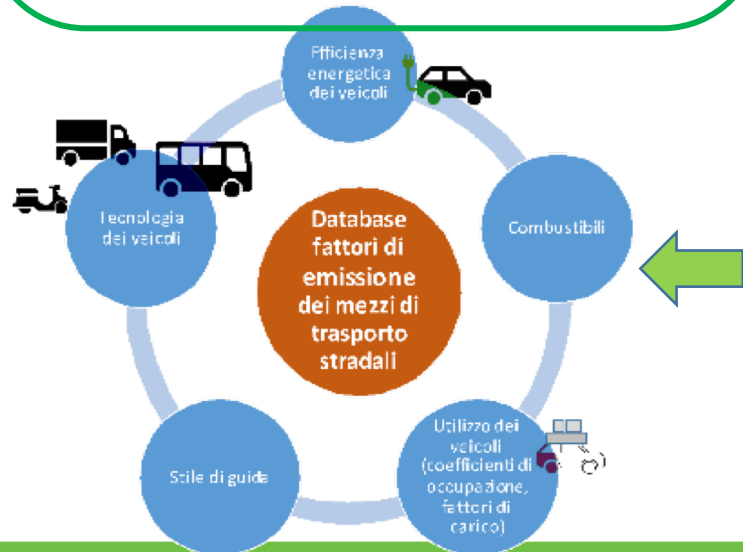 Efficienza
energetica
dei veicoli
Tecnologia
dei veicoli
Database
fattori di
emissione
dei mezzi di
trasporto
stradali
Combustibili
Stile di guida
Utilizzo dei
veicoli
(coefficienti di
occupazione,
fattori di
carico)